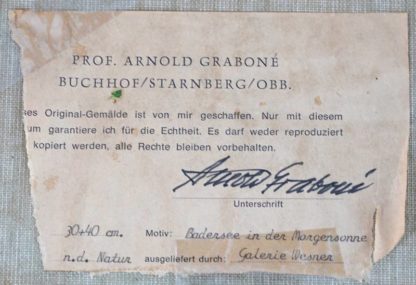 PROF. ARNOLD GRABONÉ
BUCHHOF/STARNBERG/OBB.
ses Original-Gemälde ist von mir geschaffen. Nur mit diesem
um garantiere ich für die Echtheit. Es darf weder reproduziert
kopiert werden, alle Rechte bleiben vorbehalten.
Arnold Graboné
Unterschrift
30+40 cm. Motiv: Badersee in der Morgensonne
n.d. Natur ausgeliefert durch: Galerie Wesner